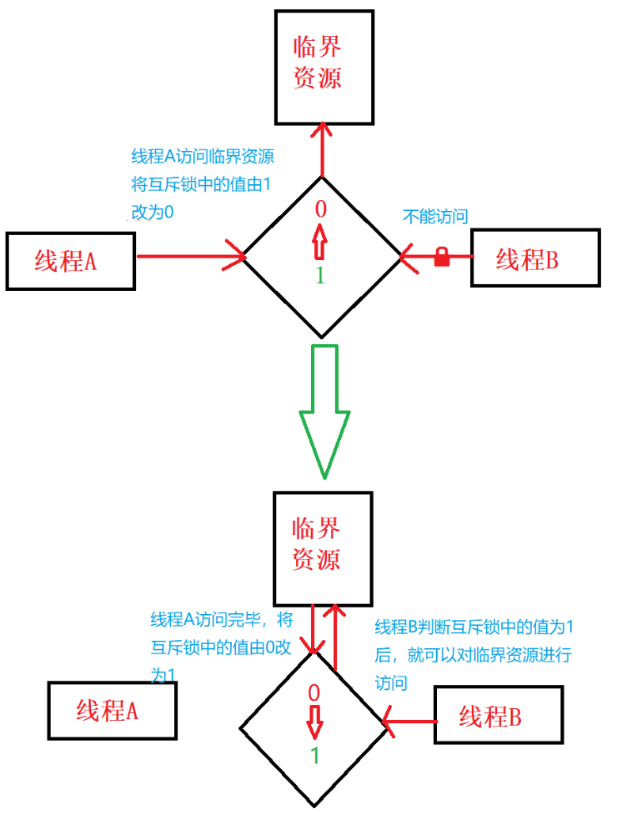 临界
资源
线程A访问临界资源
将互斥锁中的值由1
改为0
不能访问
0
1
线程A
线程B
临界
资源
线程A访问完毕，将
互斥锁中的值由0改
为1
线程B判断互斥锁中的值为1
后，就可以对临界资源进行
访问
0
1
线程A
线程B